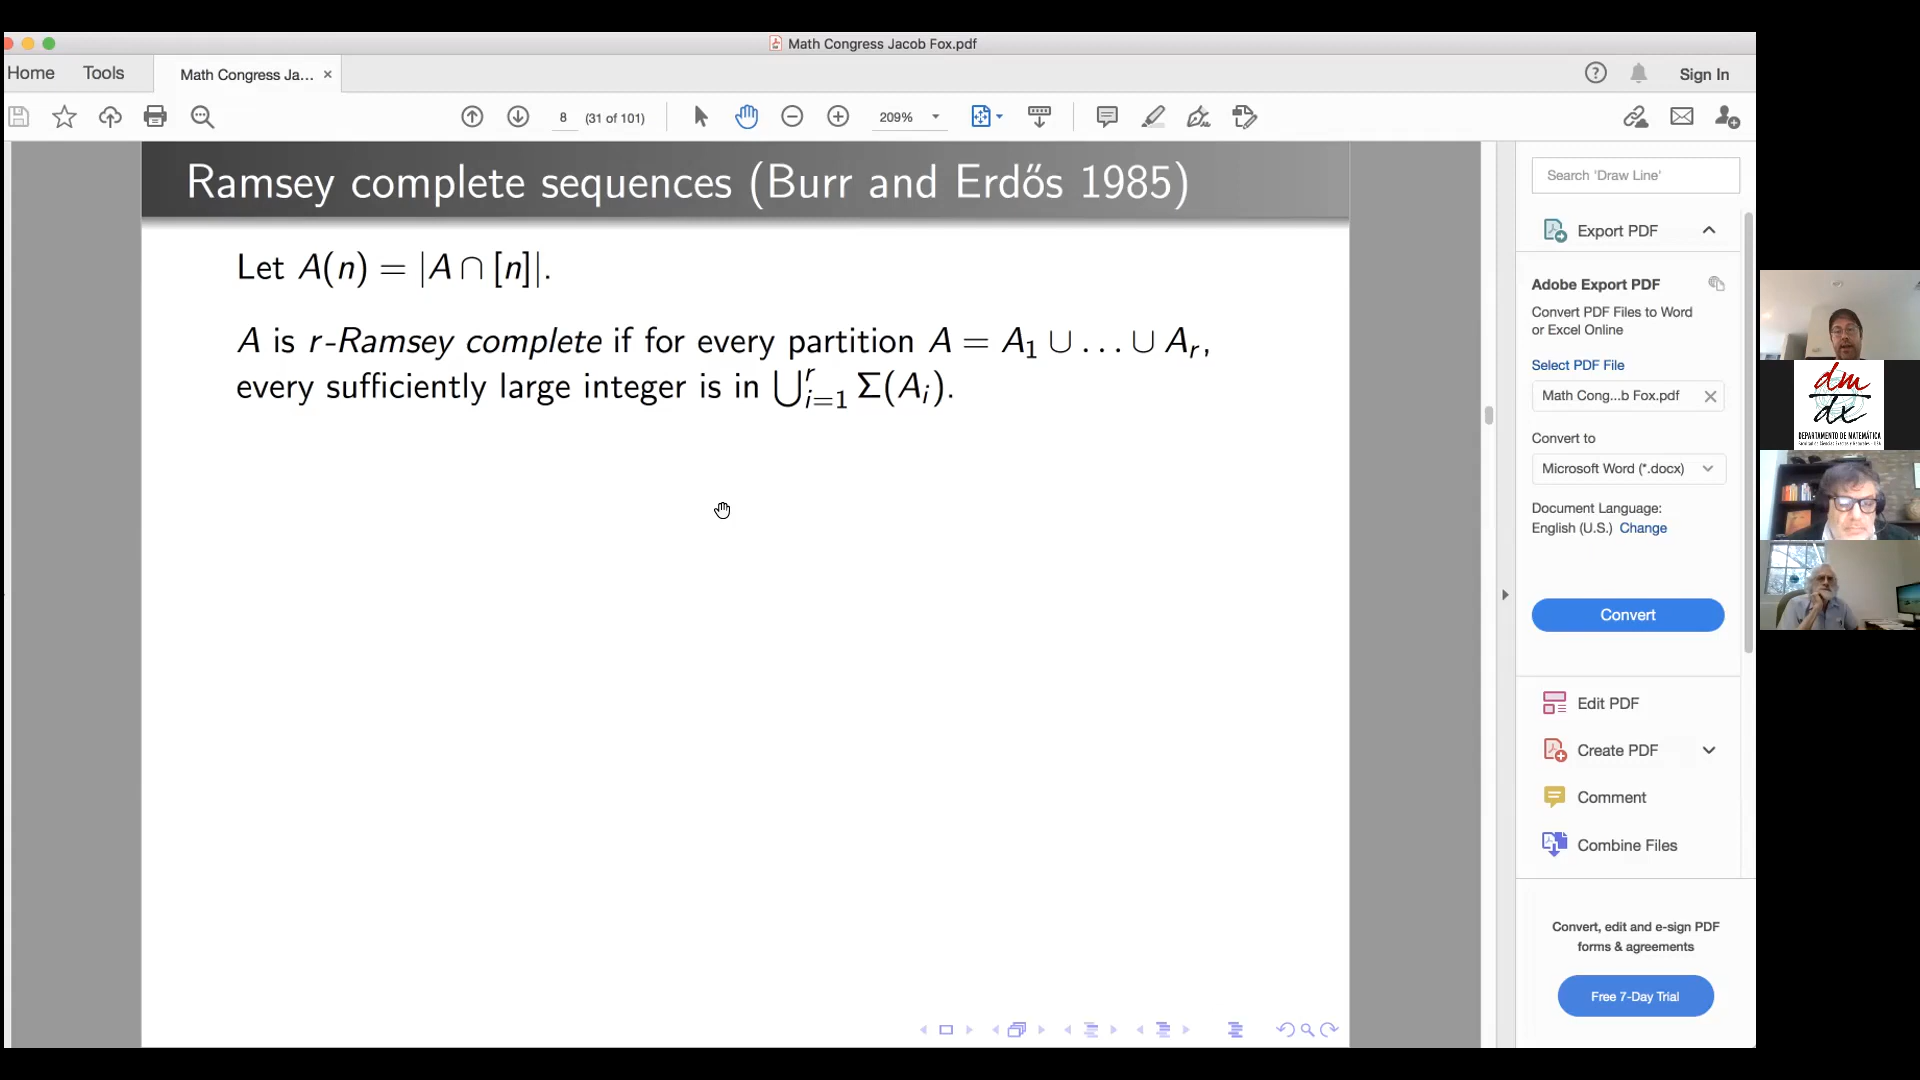 Math Congress Jacob Fox.pdf
Home Tools Math Congress Ja... × Sign In
8 (31 of 101) 209%
Ramsey complete sequences (Burr and Erdős 1985)
Let A(n) = |A ∩ [n]|.
A is r-Ramsey complete if for every partition A = A₁ ∪ … ∪ Aᵣ,
every sufficiently large integer is in ⋃ʳᵢ₌₁ Σ(Aᵢ).
Search 'Draw Line'
Export PDF
Adobe Export PDF
Convert PDF Files to Word
or Excel Online
Select PDF File
Math Cong...b Fox.pdf
Convert to
Microsoft Word (*.docx)
Document Language:
English (U.S.) Change
Convert
Edit PDF
Create PDF
Comment
Combine Files
Convert, edit and e-sign PDF
forms & agreements
Free 7-Day Trial
dm
dx
DEPARTAMENTO DE MATEMÁTICA